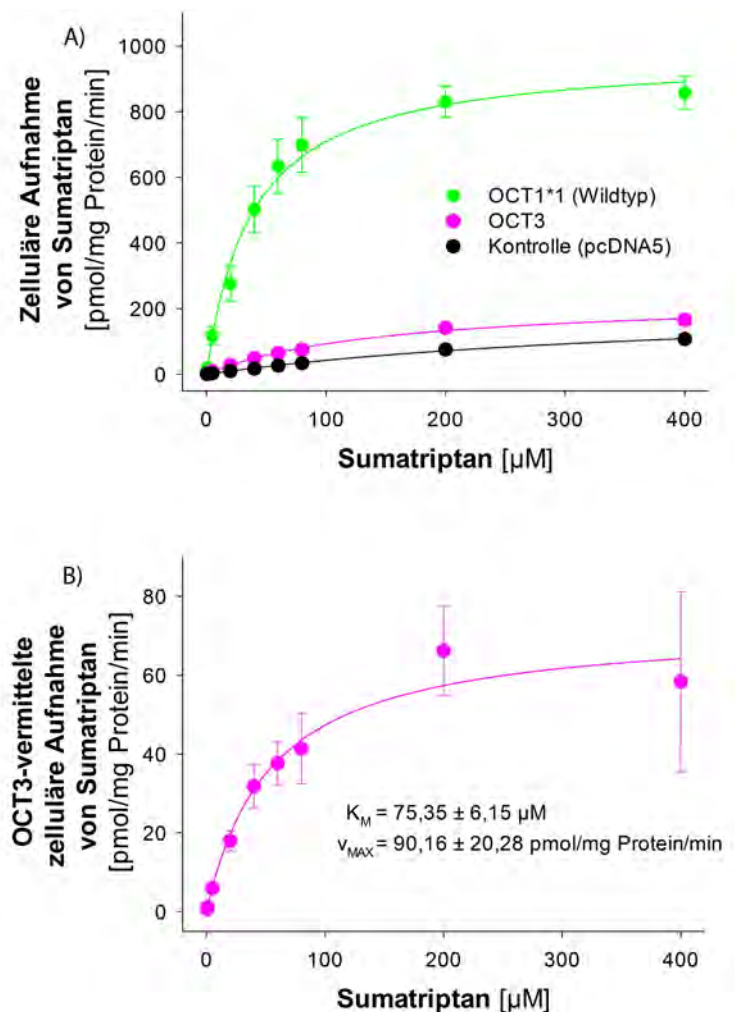 A)
Zelluläre Aufnahme
von Sumatriptan
[pmol/mg Protein/min]
1000
800
600
400
200
0
OCT1*1 (Wildtyp)
OCT3
Kontrolle (pcDNA5)
0 100 200 300 400
Sumatriptan [µM]
B)
OCT3-vermittelte
zelluläre Aufnahme
von Sumatriptan
[pmol/mg Protein/min]
80
60
40
20
0
K_M = 75,35 ± 6,15 µM
v_MAX = 90,16 ± 20,28 pmol/mg Protein/min
0 100 200 300 400
Sumatriptan [µM]